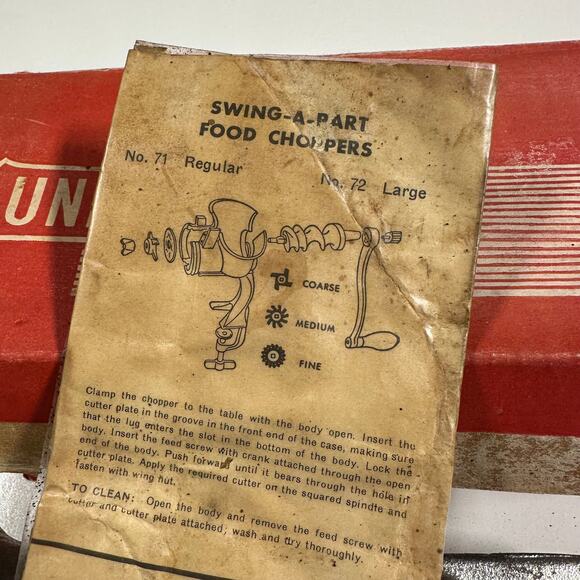 UN
SWING-A-PART
FOOD CHOPPERS
No. 71 Regular
No. 72 Large
COARSE
MEDIUM
FINE
Clamp the chopper to the table with the body open. Insert the
cutter plate in the groove in the front end of the case, making sure
that the lug enters the slot in the bottom of the body. Lock the
body. Insert the feed screw with crank attached through the open
end of the body. Push forward until it bears through the hole in
cutter plate. Apply the required cutter on the squared spindle and
fasten with wing nut.
TO CLEAN: Open the body and remove the feed screw with
cutter and cutter plate attached; wash and dry thoroughly.